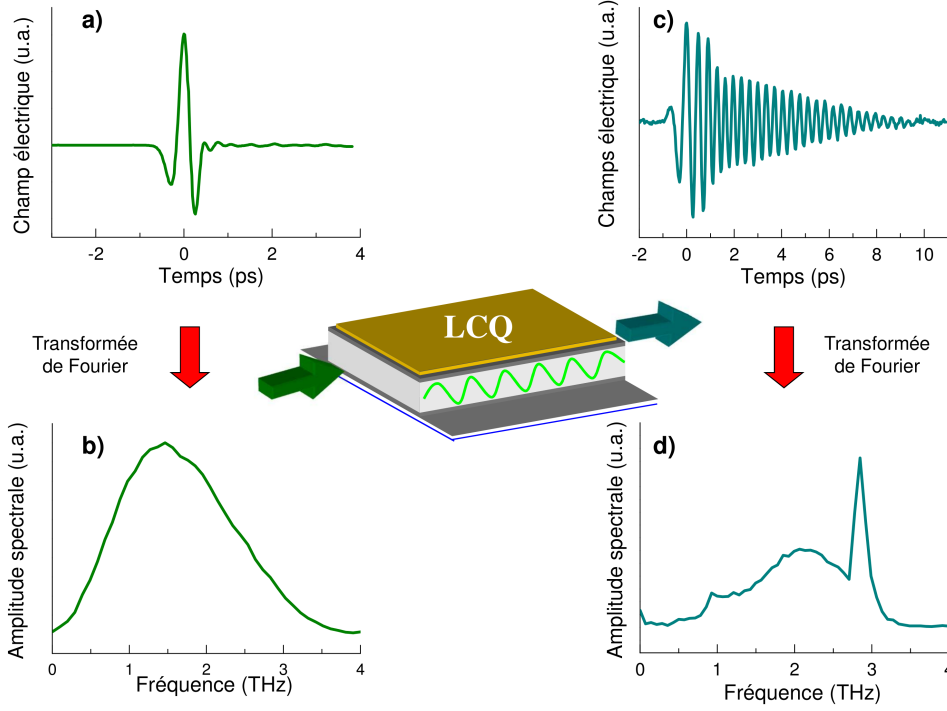 a)
Champ électrique (u.a.)
-2 0 2 4
Temps (ps)
c)
Champs électrique (u.a.)
-2 0 2 4 6 8 10
Temps (ps)
LCQ
Transformée
de Fourier
Transformée
de Fourier
b)
Amplitude spectrale (u.a.)
0 1 2 3 4
Fréquence (THz)
d)
Amplitude spectrale (u.a.)
0 1 2 3 4
Fréquence (THz)